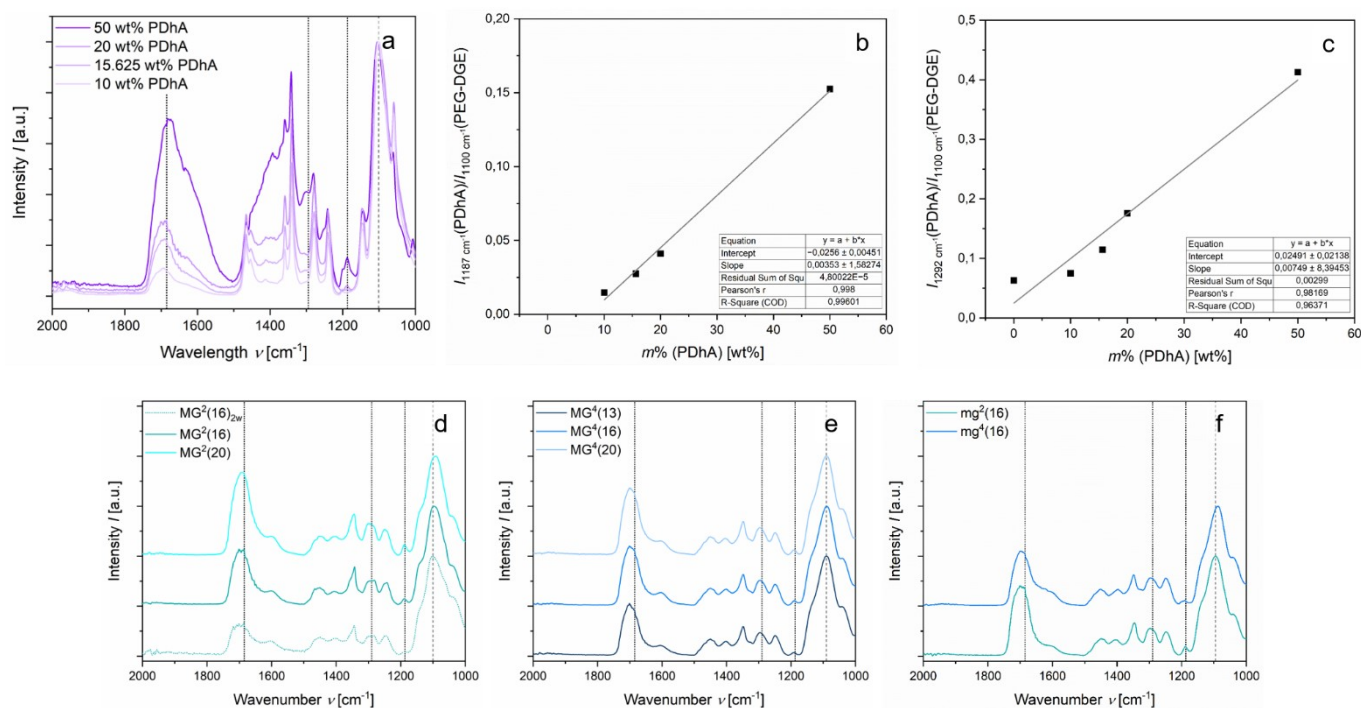 50 wt% PDhA
20 wt% PDhA
15.625 wt% PDhA
10 wt% PDhA
a
Intensity I [a.u.]
2000 1800 1600 1400 1200 1000
Wavelength ν [cm⁻¹]
b
I1187 cm⁻¹(PDhA)/I1100 cm⁻¹(PEG-DGE)
0,20
0,15
0,10
0,05
0,00
Equation y = a + b*x
Intercept −0,0256 ± 0,00451
Slope 0,00353 ± 1,58274
Residual Sum of Squ 4,80022E−5
Pearson's r 0,998
R-Square (COD) 0,99601
0 10 20 30 40 50 60
m% (PDhA) [wt%]
c
I1292 cm⁻¹(PDhA)/I1100 cm⁻¹(PEG-DGE)
0,5
0,4
0,3
0,2
0,1
0,0
Equation y = a + b*x
Intercept 0,02491 ± 0,02138
Slope 0,00749 ± 8,39453
Residual Sum of Squ 0,00299
Pearson's r 0,98169
R-Square (COD) 0,96371
0 10 20 30 40 50 60
m% (PDhA) [wt%]
MG²(16)2w
MG²(16)
MG²(20)
d
Intensity I [a.u.]
2000 1800 1600 1400 1200 1000
Wavenumber ν [cm⁻¹]
MG⁴(13)
MG⁴(16)
MG⁴(20)
e
Intensity I [a.u.]
2000 1800 1600 1400 1200 1000
Wavenumber ν [cm⁻¹]
mg²(16)
mg⁴(16)
f
Intensity I [a.u.]
2000 1800 1600 1400 1200 1000
Wavenumber ν [cm⁻¹]